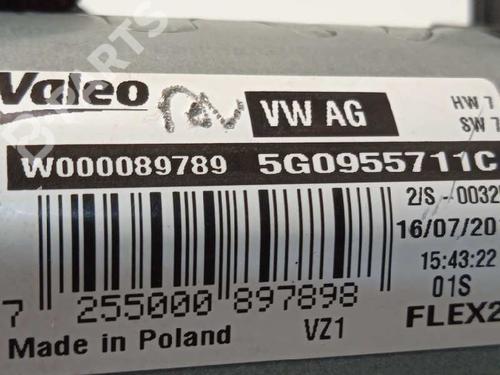 Valeo VW AG HW 7
SW 7
W000089789 5G0955711C
2/S-0032
16/07/20
15:43:22
01S
7 255000 897898
Made in Poland VZ1 FLEX2